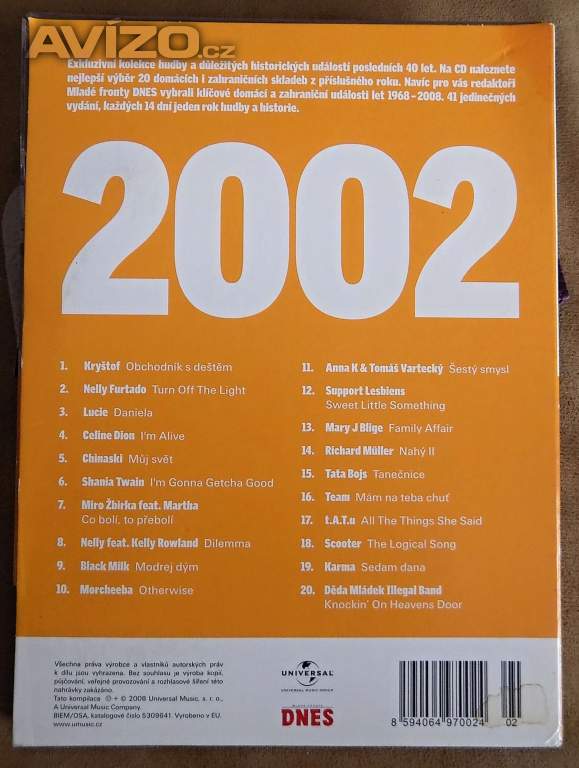 AVÍZO.cz
Exkluzivní kolekce hudby a důležitých historických událostí posledních 40 let. Na CD naleznete
nejlepší výběr 20 domácích i zahraničních skladeb z příslušného roku. Navíc pro vás redaktoři
Mladé fronty DNES vybrali klíčové domácí a zahraniční události let 1968–2008. 41 jedinečných
vydání, každých 14 dní jeden rok hudby a historie.
2002
1. Kryštof Obchodník s deštěm
2. Nelly Furtado Turn Off The Light
3. Lucie Daniela
4. Celine Dion I'm Alive
5. Chinaski Můj svět
6. Shania Twain I'm Gonna Getcha Good
7. Miro Žbirka feat. Martha
Co bolí, to přebolí
8. Nelly feat. Kelly Rowland Dilemma
9. Black Milk Modrej dým
10. Morcheeba Otherwise
11. Anna K & Tomáš Vartecký Šestý smysl
12. Support Lesbiens
Sweet Little Something
13. Mary J Blige Family Affair
14. Richard Müller Nahý II
15. Tata Bojs Tanečnice
16. Team Mám na teba chuť
17. t.A.T.u All The Things She Said
18. Scooter The Logical Song
19. Karma Sedam dana
20. Děda Mládek Illegal Band
Knockin' On Heavens Door
Všechna práva výrobce a vlastníků autorských práv
k dílu jsou vyhrazena. Bez souhlasu je výroba kopií,
půjčování, veřejné provozování a rozhlasové šíření této
nahrávky zakázáno.
Tato kompilace ℗ + © 2008 Universal Music, s. r. o.,
A Universal Music Company.
BIEM/OSA, katalogové číslo 5309641. Vyrobeno v EU.
www.umusic.cz
UNIVERSAL
UNIVERSAL MUSIC GROUP
MLADÁ FRONTA
DNES
8 594064 970024 02